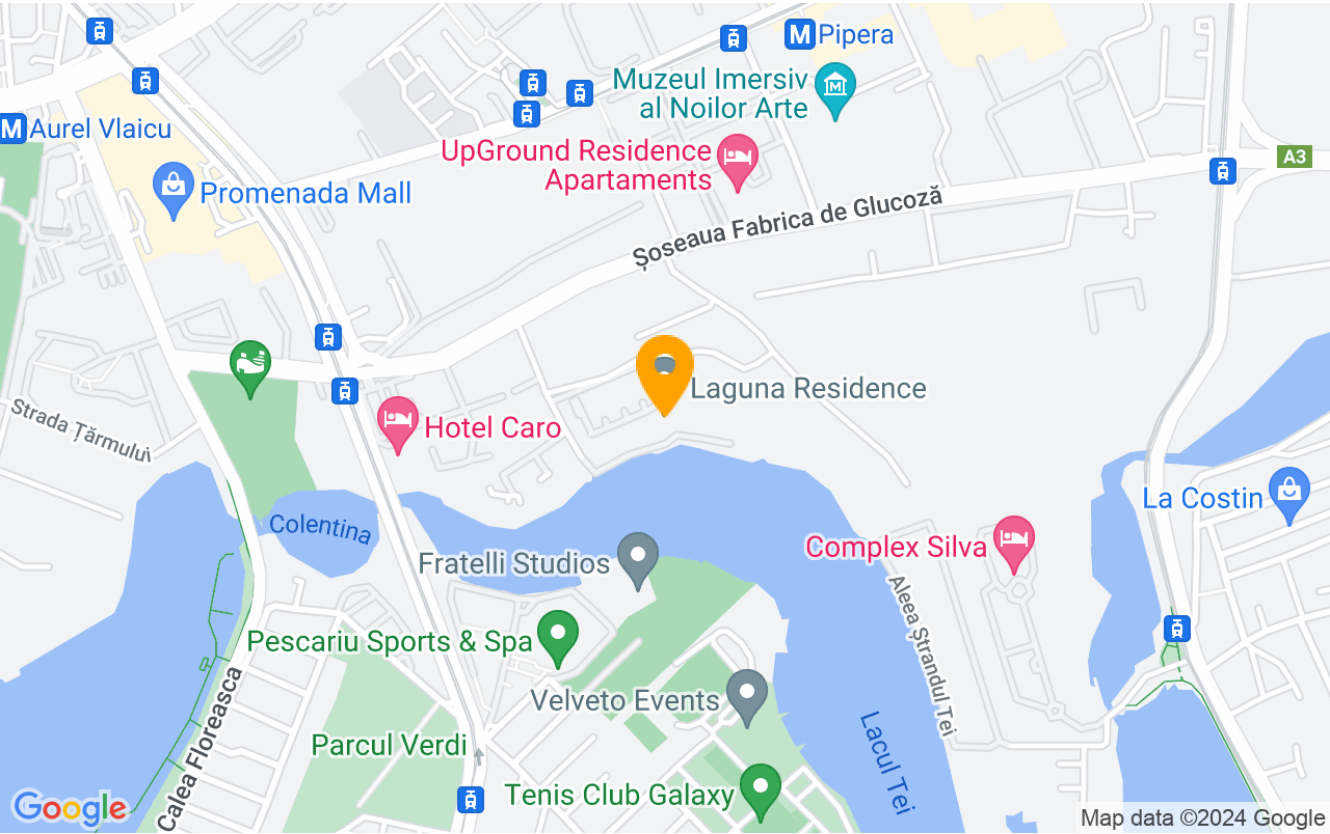 M Pipera
Muzeul Imersiv
al Noilor Arte
M Aurel Vlaicu
UpGround Residence
Apartaments
A3
Promenada Mall
Șoseaua Fabrica de Glucoză
Laguna Residence
Strada Țărmului
Hotel Caro
La Costin
Colentina
Complex Silva
Fratelli Studios
Aleea Ștrandul Tei
Pescariu Sports & Spa
Velveto Events
Calea Floreasca
Parcul Verdi
Lacul Tei
Tenis Club Galaxy
Google
Map data ©2024 Google